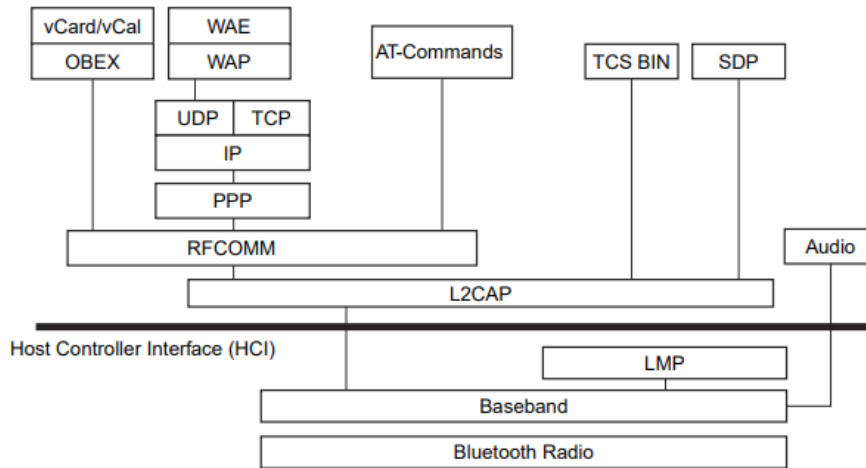 vCard/vCal
OBEX
WAE
WAP
AT-Commands
TCS BIN
SDP
UDP
TCP
IP
PPP
RFCOMM
Audio
L2CAP
Host Controller Interface (HCI)
LMP
Baseband
Bluetooth Radio